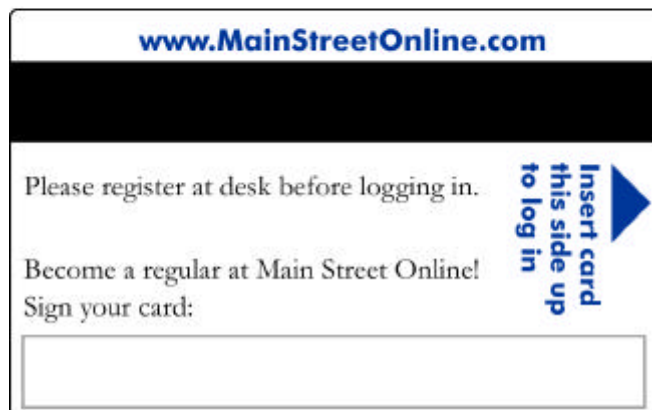 www.MainStreetOnline.com
Please register at desk before logging in.
Insert card
this side up
to log in
Become a regular at Main Street Online!
Sign your card: